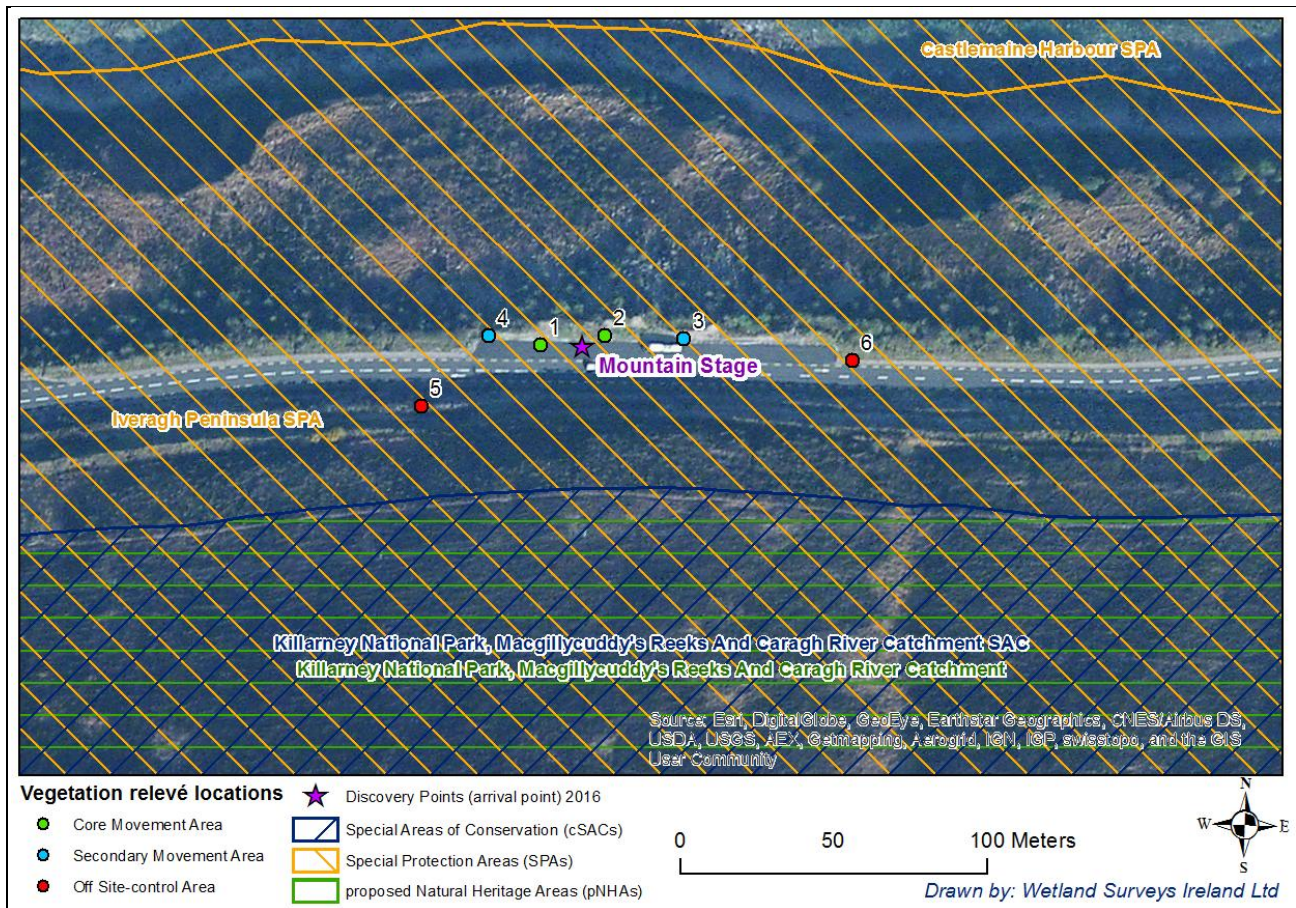 Castlemaine Harbour SPA
4
1
2
3
6
Mountain Stage
5
Iveragh Peninsula SPA
Killarney National Park, Macgillycuddy's Reeks And Caragh River Catchment SAC
Killarney National Park, Macgillycuddy's Reeks And Caragh River Catchment
Source: Esri, DigitalGlobe, GeoEye, Earthstar Geographics, CNES/Airbus DS,
USDA, USGS, AEX, Getmapping, Aerogrid, IGN, IGP, swisstopo, and the GIS
User Community
Vegetation relevé locations
Core Movement Area
Secondary Movement Area
Off Site-control Area
Discovery Points (arrival point) 2016
Special Areas of Conservation (cSACs)
Special Protection Areas (SPAs)
proposed Natural Heritage Areas (pNHAs)
0 50 100 Meters
N
W E
S
Drawn by: Wetland Surveys Ireland Ltd